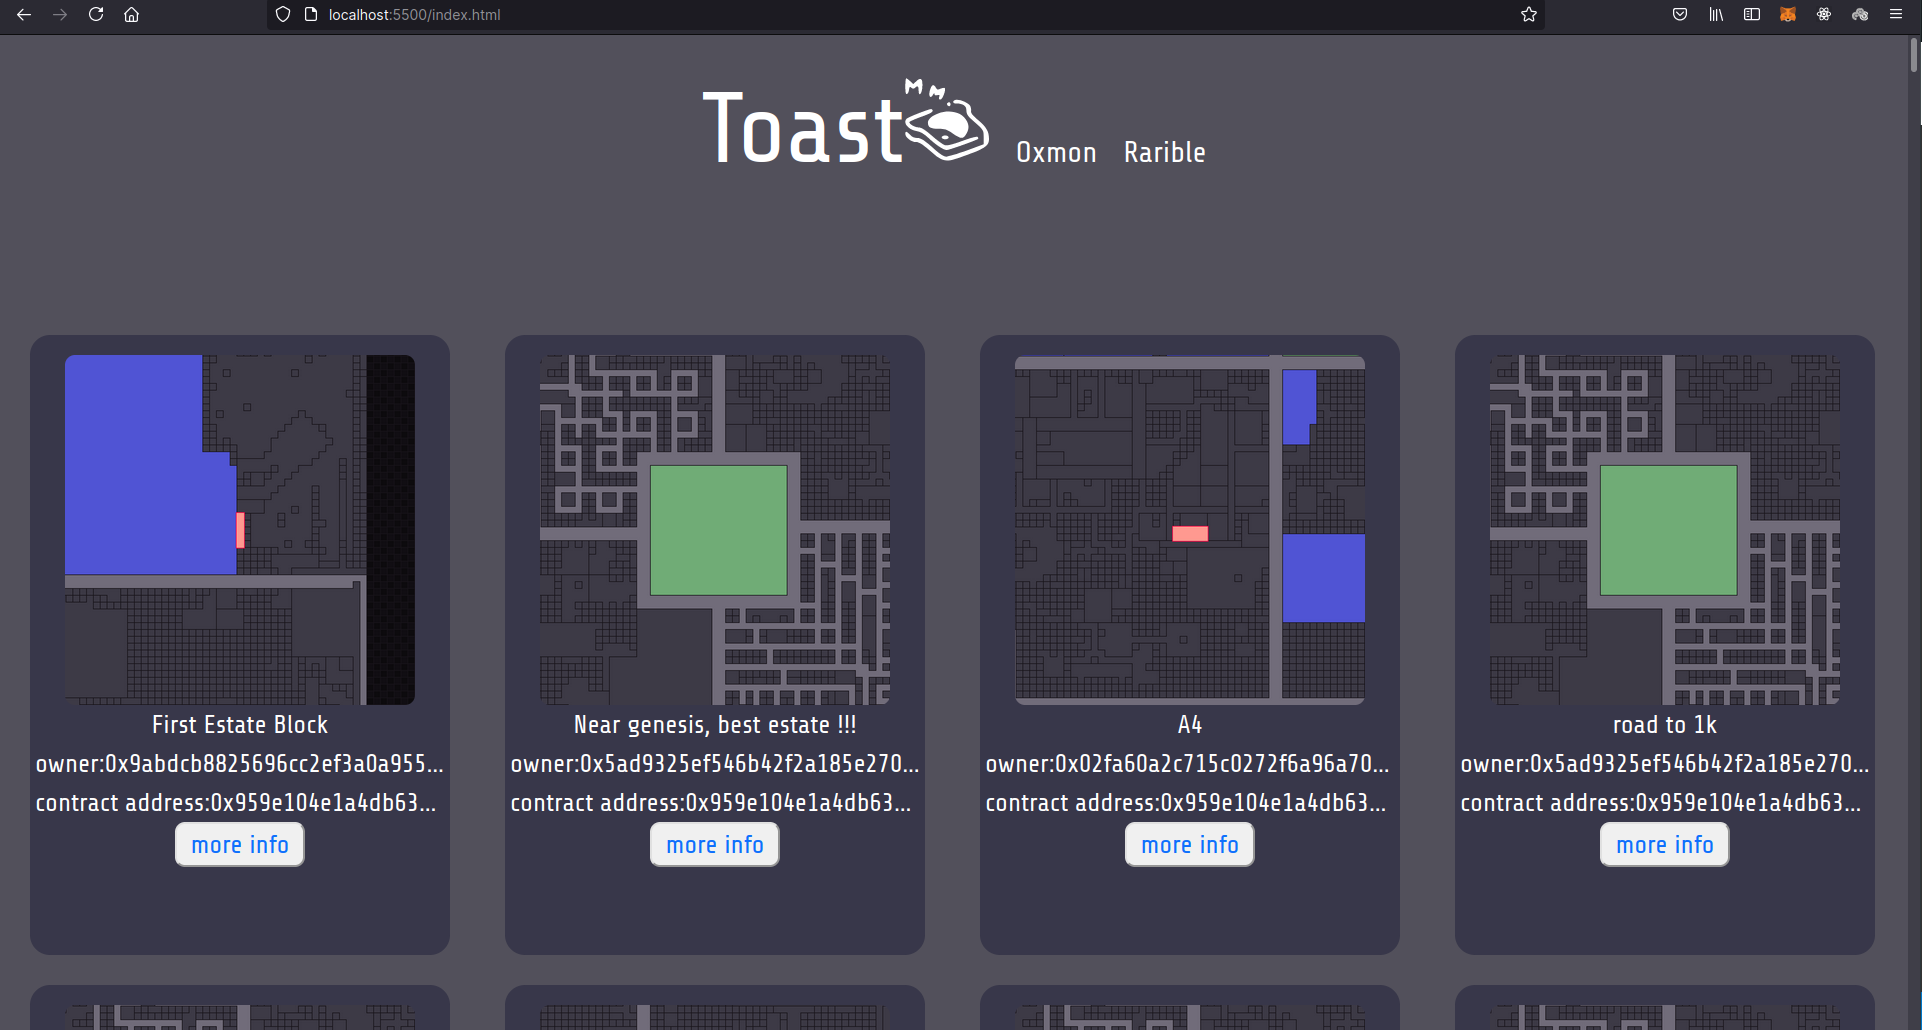 localhost:5500/index.html
Toast Oxmon Rarible
First Estate Block
owner:0x9abdcb8825696cc2ef3a0a955...
contract address:0x959e104e1a4db63...
more info
Near genesis, best estate !!!
owner:0x5ad9325ef546b42f2a185e270...
contract address:0x959e104e1a4db63...
more info
A4
owner:0x02fa60a2c715c0272f6a96a70...
contract address:0x959e104e1a4db63...
more info
road to 1k
owner:0x5ad9325ef546b42f2a185e270...
contract address:0x959e104e1a4db63...
more info